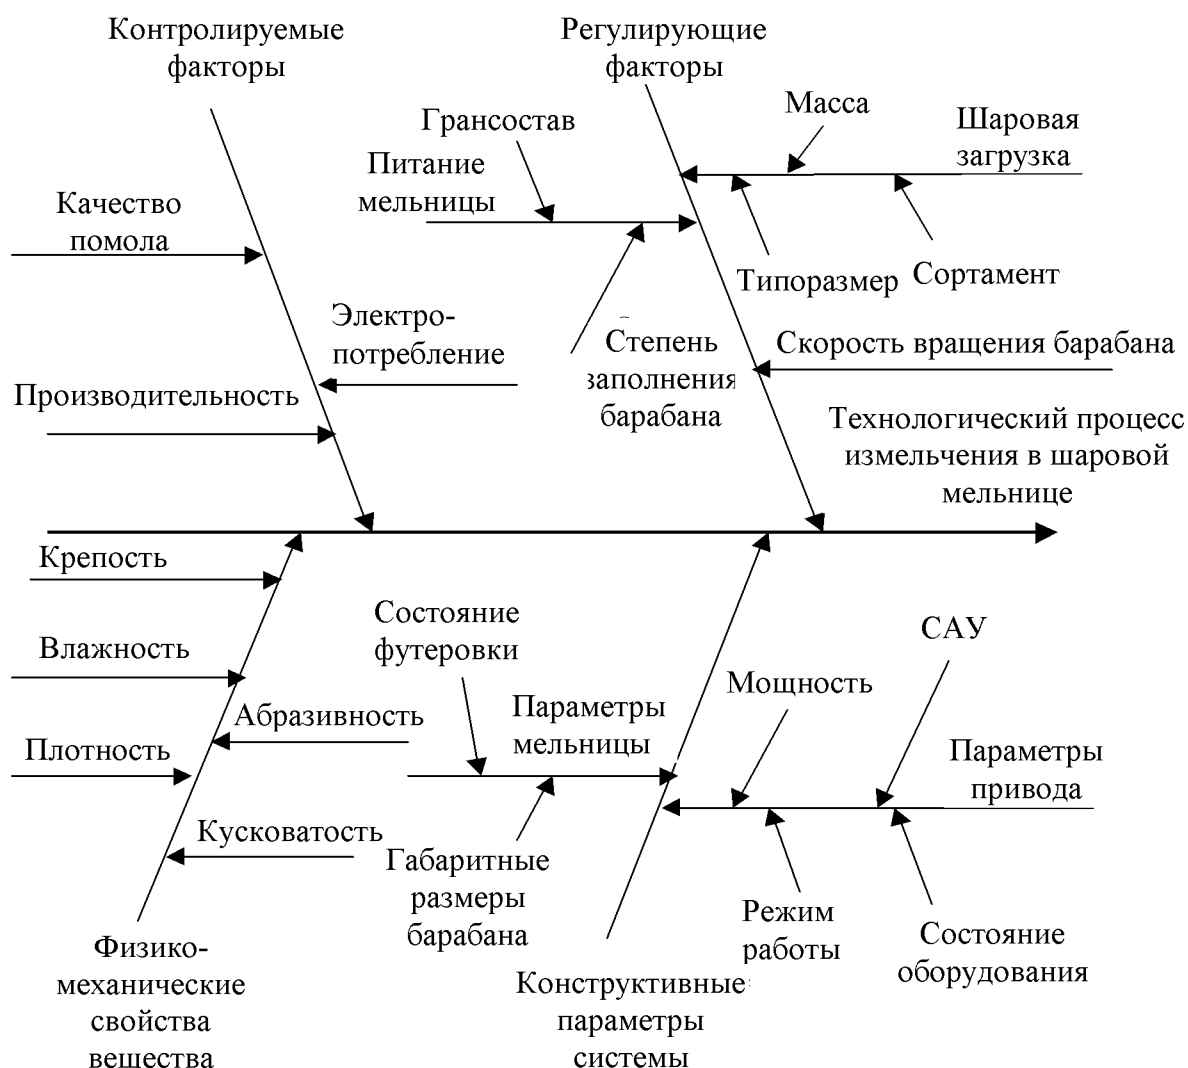 Контролируемые
факторы
Регулирующие
факторы
Масса
Шаровая
загрузка
Грансостав
Питание
мельницы
Качество
помола
Типоразмер
Сортамент
Электро-
потребление
Степень
заполнения
барабана
Скорость вращения барабана
Производительность
Технологический процесс
измельчения в шаровой
мельнице
Крепость
Влажность
Абразивность
Плотность
Кусковатость
Состояние
футеровки
САУ
Мощность
Параметры
мельницы
Параметры
привода
Габаритные
размеры
барабана
Режим
работы
Состояние
оборудования
Физико-
механические
свойства
вешества
Конструктивные
параметры
системы